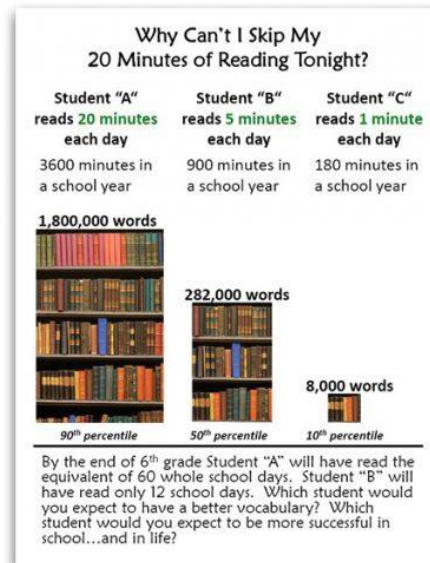 Why Can't I Skip My
20 Minutes of Reading Tonight?
Student "A"
reads 20 minutes
each day
3600 minutes in
a school year
1,800,000 words
90th percentile
Student "B"
reads 5 minutes
each day
900 minutes in
a school year
282,000 words
50th percentile
Student "C"
reads 1 minute
each day
180 minutes in
a school year
8,000 words
10th percentile
By the end of 6th grade Student "A" will have read the
equivalent of 60 whole school days. Student "B" will
have read only 12 school days. Which student would
you expect to have a better vocabulary? Which
student would you expect to be more successful in
school...and in life?